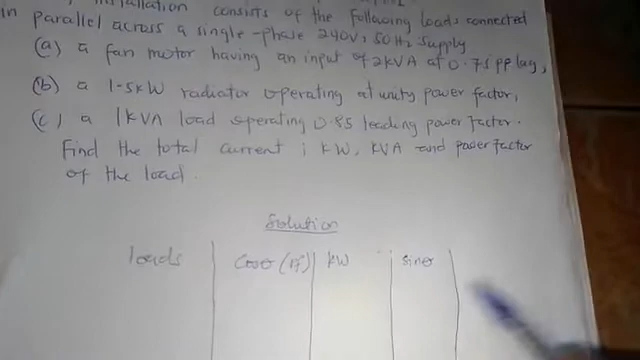 installation consists of the following loads connected
in parallel across a single-phase 240V, 50Hz supply
(a) a fan motor having an input of 2kVA at 0.75 pf lag,
(b) a 1.5kW radiator operating at unity power factor,
(c) a 1kVA load operating 0.85 leading power factor.
Find the total current; kW, kVA and power factor
of the load.
Solution
loads
Cosθ (Pf)
kW
sinθ